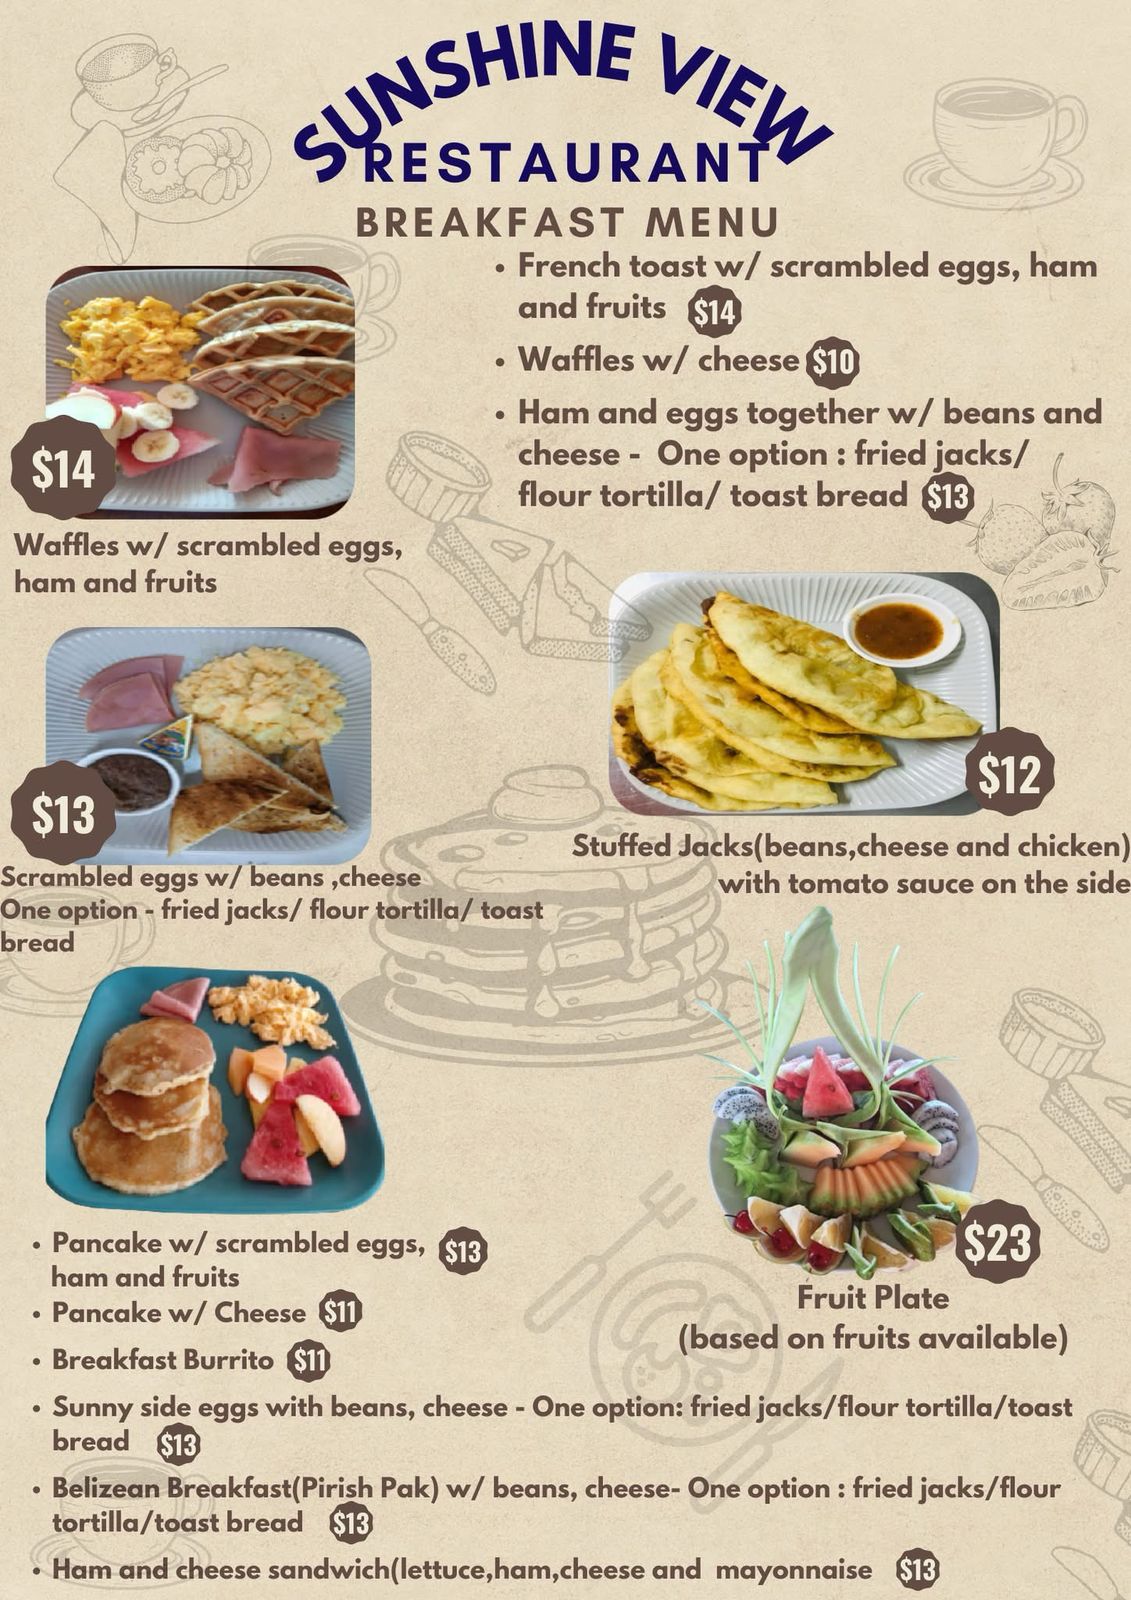 SUNSHINE VIEW
RESTAURANT
BREAKFAST MENU
• French toast w/ scrambled eggs, ham
and fruits $14
• Waffles w/ cheese $10
• Ham and eggs together w/ beans and
cheese - One option : fried jacks/
flour tortilla/ toast bread $13
$14
Waffles w/ scrambled eggs,
ham and fruits
$13
Scrambled eggs w/ beans ,cheese
One option - fried jacks/ flour tortilla/ toast
bread
$12
Stuffed Jacks(beans,cheese and chicken)
with tomato sauce on the side
• Pancake w/ scrambled eggs, $13
ham and fruits
• Pancake w/ Cheese $11
• Breakfast Burrito $11
$23
Fruit Plate
(based on fruits available)
• Sunny side eggs with beans, cheese - One option: fried jacks/flour tortilla/toast
bread $13
• Belizean Breakfast(Pirish Pak) w/ beans, cheese- One option : fried jacks/flour
tortilla/toast bread $13
• Ham and cheese sandwich(lettuce,ham,cheese and mayonnaise $13